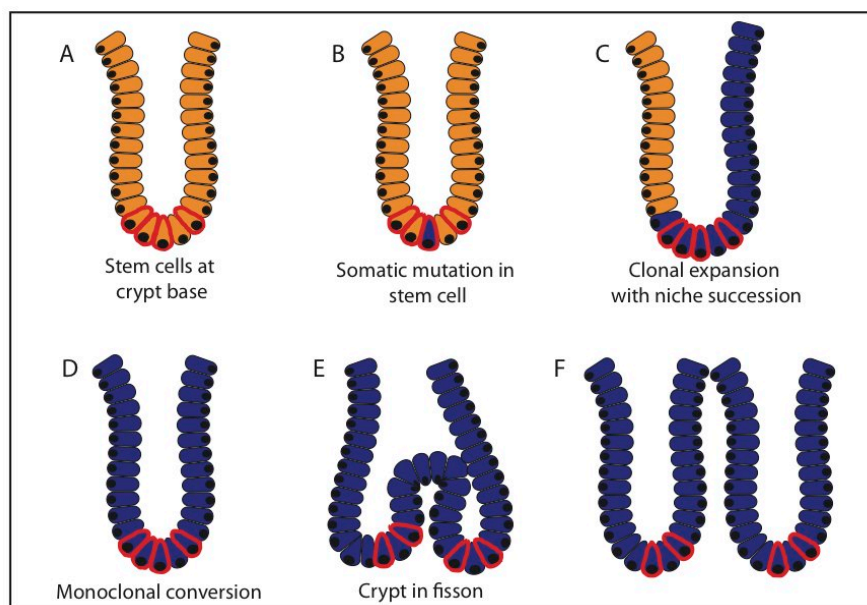 A
B
C
Stem cells at
crypt base
Somatic mutation in
stem cell
Clonal expansion
with niche succession
D
E
F
Monoclonal conversion
Crypt in fisson